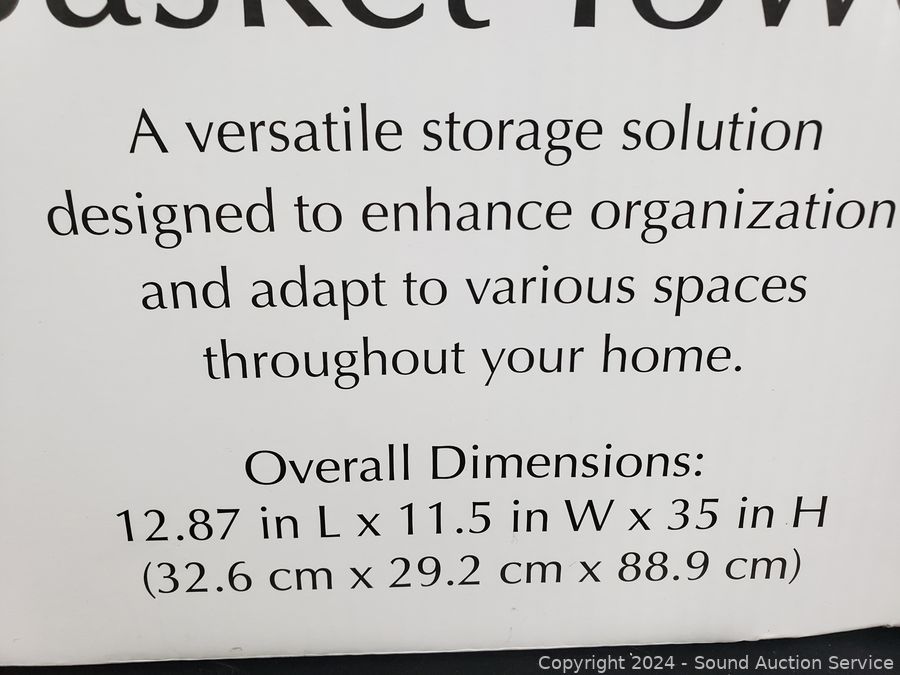 A versatile storage solution
designed to enhance organization
and adapt to various spaces
throughout your home.
Overall Dimensions:
12.87 in L x 11.5 in W x 35 in H
(32.6 cm x 29.2 cm x 88.9 cm)
Copyright 2024 - Sound Auction Service